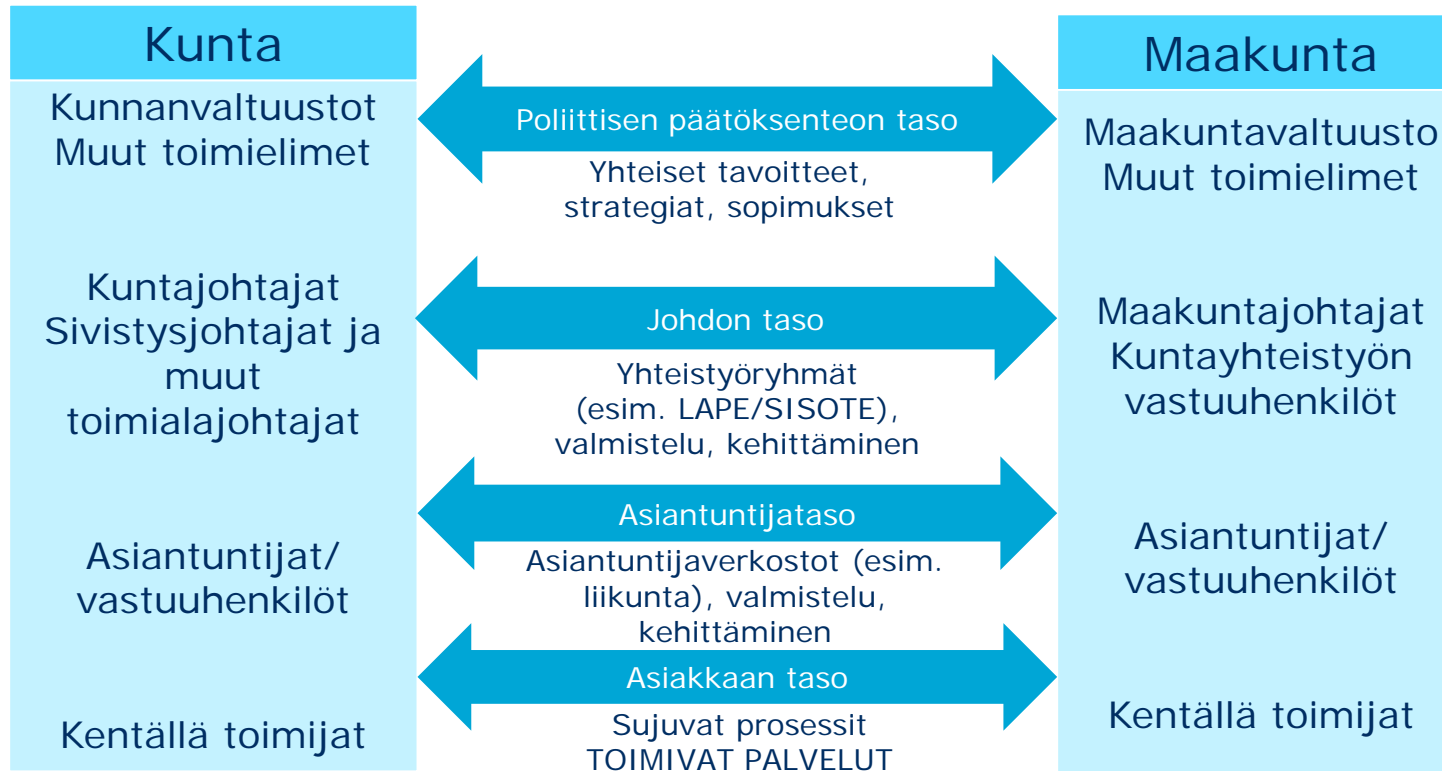 Kunta
Kunnanvaltuustot
Muut toimielimet
Kuntajohtajat
Sivistysjohtajat ja
muut
toimialajohtajat
Asiantuntijat/
vastuuhenkilöt
Kentällä toimijat
Poliittisen päätöksenteon taso
Yhteiset tavoitteet,
strategiat, sopimukset
Johdon taso
Yhteistyöryhmät
(esim. LAPE/SISOTE),
valmistelu, kehittäminen
Asiantuntijataso
Asiantuntijaverkostot (esim.
liikunta), valmistelu,
kehittäminen
Asiakkaan taso
Sujuvat prosessit
TOIMIVAT PALVELUT
Maakunta
Maakuntavaltuusto
Muut toimielimet
Maakuntajohtajat
Kuntayhteistyön
vastuuhenkilöt
Asiantuntijat/
vastuuhenkilöt
Kentällä toimijat